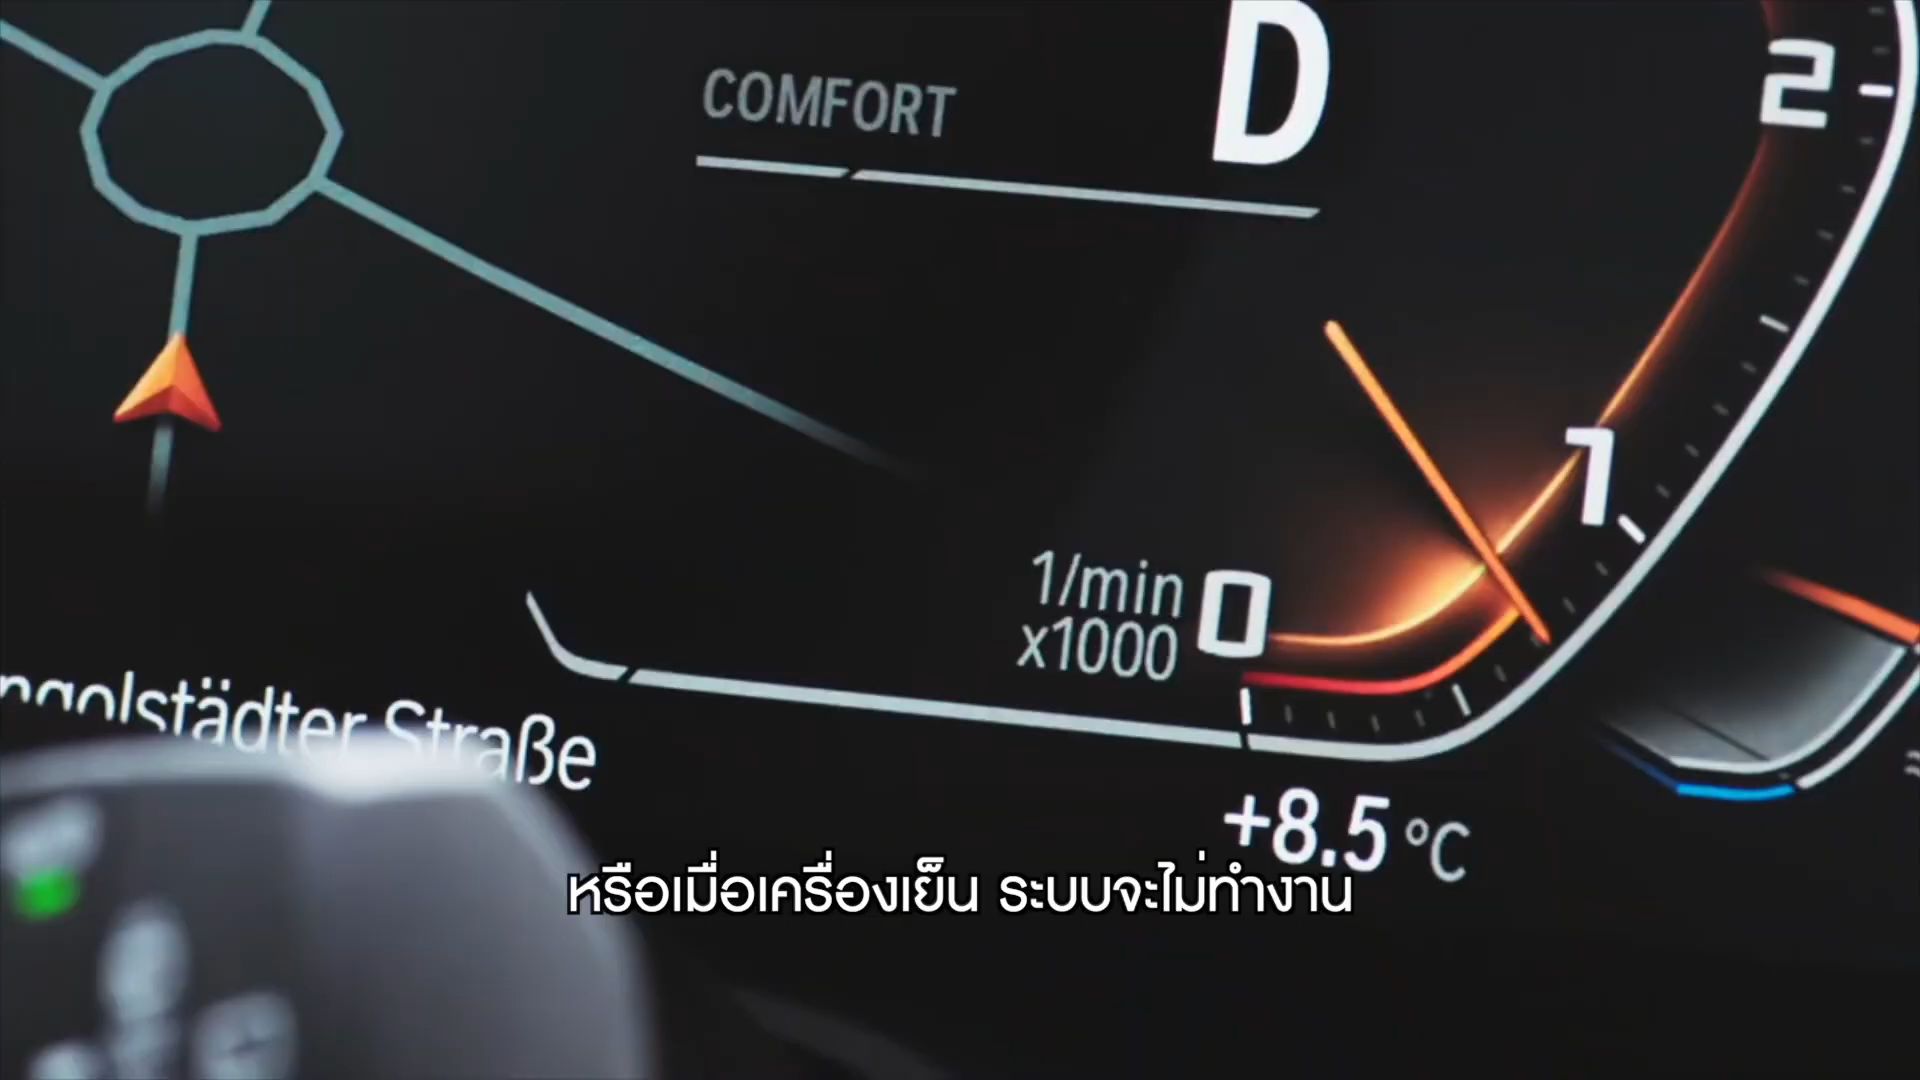 COMFORT
D
2
1
1/min
x1000
0
Straße
+8.5 °C
หรือเมื่อเครื่องเย็น ระบบจะไม่ทำงาน